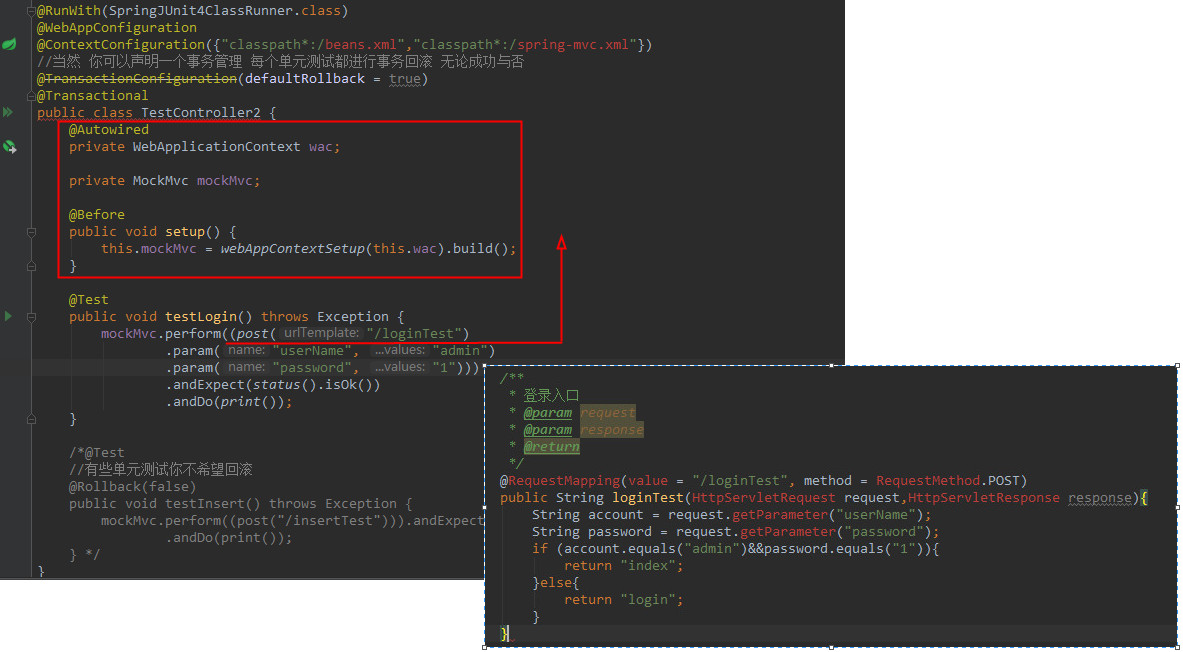 @RunWith(SpringJUnit4ClassRunner.class)
@WebAppConfiguration
@ContextConfiguration({"classpath*:/beans.xml","classpath*:/spring-mvc.xml"})
//当然 你可以声明一个事务管理 每个单元测试都进行事务回滚 无论成功与否
@TransactionConfiguration(defaultRollback = true)
@Transactional
public class TestController2 {
@Autowired
private WebApplicationContext wac;
private MockMvc mockMvc;
@Before
public void setup() {
this.mockMvc = webAppContextSetup(this.wac).build();
}
@Test
public void testLogin() throws Exception {
mockMvc.perform((post( urlTemplate: "/loginTest")
.param( name: "userName", ...values: "admin")
.param( name: "password", ...values: "1")))
.andExpect(status().isOk())
.andDo(print());
}
/*@Test
//有些单元测试你不希望回滚
@Rollback(false)
public void testInsert() throws Exception {
mockMvc.perform((post("/insertTest"))).andExpect
.andDo(print());
} */
}
/**
* 登录入口
* @param request
* @param response
* @return
*/
@RequestMapping(value = "/loginTest", method = RequestMethod.POST)
public String loginTest(HttpServletRequest request,HttpServletResponse response){
String account = request.getParameter("userName");
String password = request.getParameter("password");
if (account.equals("admin")&&password.equals("1")){
return "index";
}else{
return "login";
}
}